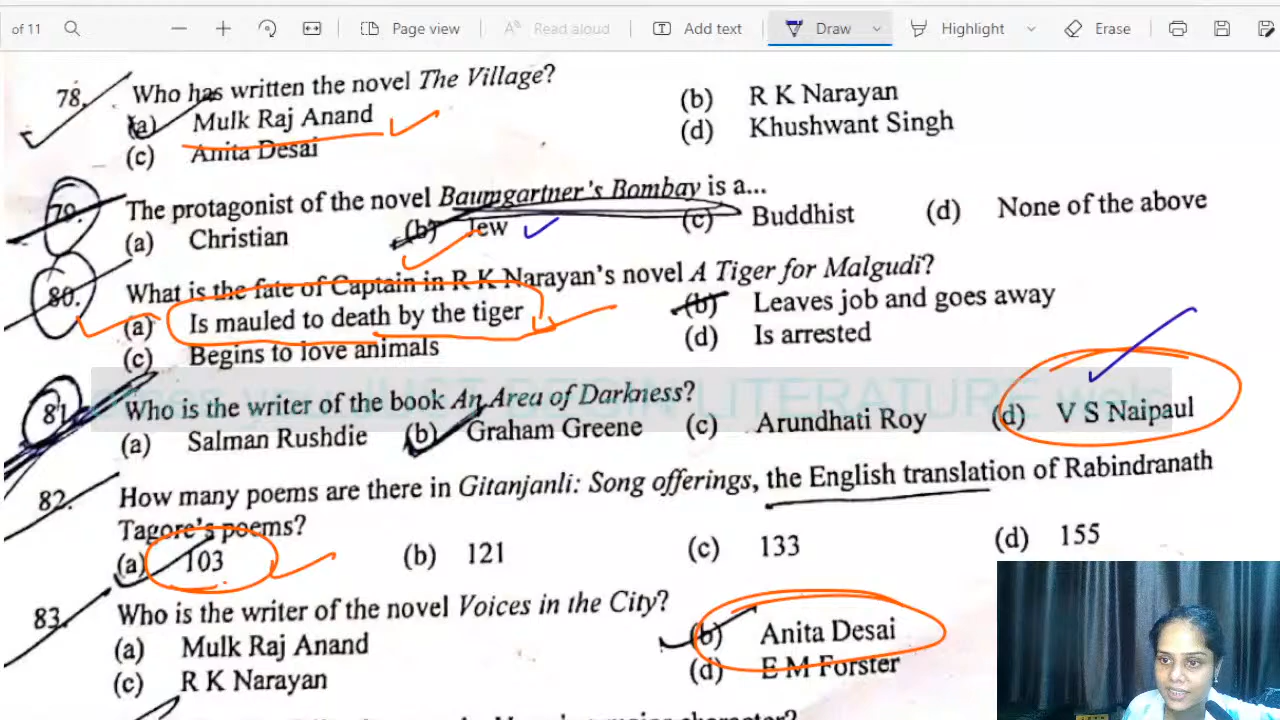 of 11
Page view
Read aloud
Add text
Draw
Highlight
Erase
78. Who has written the novel The Village?
(a) Mulk Raj Anand (b) R K Narayan
(c) Anita Desai (d) Khushwant Singh
79. The protagonist of the novel Baumgartner's Bombay is a...
(a) Christian (b) Jew (c) Buddhist (d) None of the above
80. What is the fate of Captain in R K Narayan's novel A Tiger for Malgudi?
(a) Is mauled to death by the tiger (b) Leaves job and goes away
(c) Begins to love animals (d) Is arrested
JUST BEGIN LITERATURE
81. Who is the writer of the book An Area of Darkness?
(a) Salman Rushdie (b) Graham Greene (c) Arundhati Roy (d) V S Naipaul
82. How many poems are there in Gitanjanli: Song offerings, the English translation of Rabindranath
Tagore's poems?
(a) 103 (b) 121 (c) 133 (d) 155
83. Who is the writer of the novel Voices in the City?
(a) Mulk Raj Anand (b) Anita Desai
(c) R K Narayan (d) E M Forster